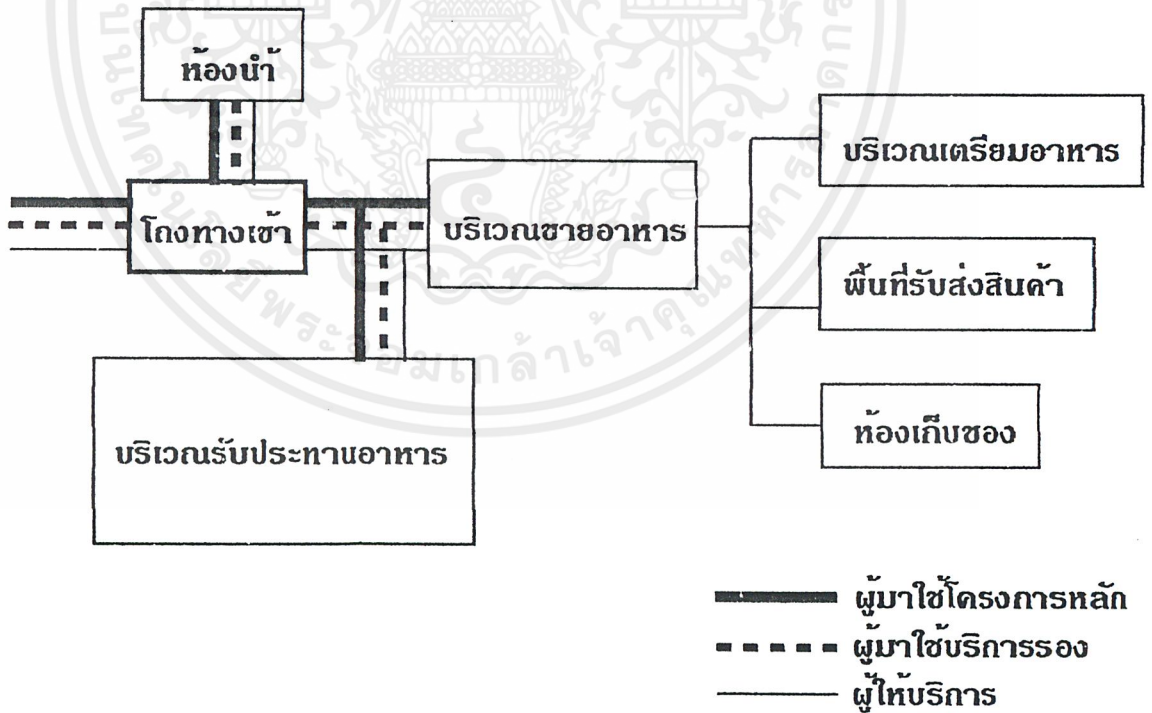 ห้องน้ำ
บริเวณเตรียมอาหาร
โถงทางเข้า
บริเวณขายอาหาร
พื้นที่รับส่งสินค้า
บริเวณรับประทานอาหาร
ห้องเก็บของ
ผู้มาใช้โครงการหลัก
ผู้มาใช้บริการรอง
ผู้ให้บริการ